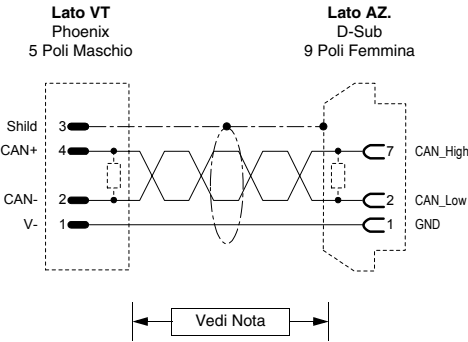 Lato VT
Phoenix
5 Poli Maschio
Lato AZ.
D-Sub
9 Poli Femmina
Shild 3
CAN+ 4 7 CAN_High
CAN- 2 2 CAN_Low
V- 1 1 GND
Vedi Nota